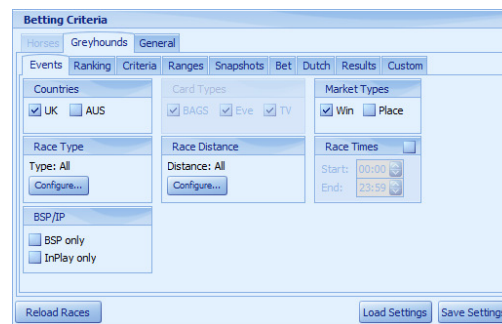 Betting Criteria
Horses Greyhounds General
Events Ranking Criteria Ranges Snapshots Bet Dutch Results Custom
Countries Card Types Market Types
UK AUS BAGS Eve TV Win Place
Race Type Race Distance Race Times
Type: All Distance: All Start: 00:00
Configure... Configure... End: 23:59
BSP/IP
BSP only
InPlay only
Reload Races Load Settings Save Setting